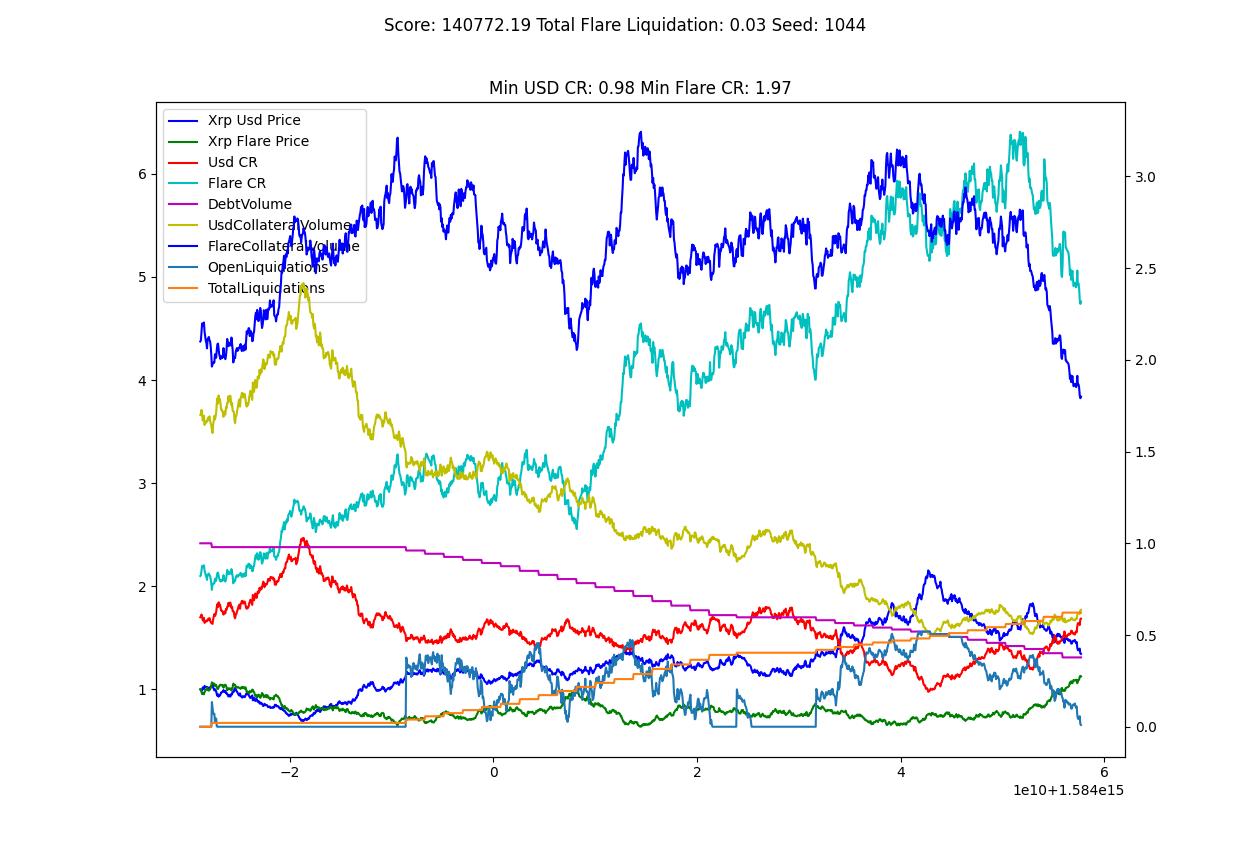 Score: 140772.19 Total Flare Liquidation: 0.03 Seed: 1044
Min USD CR: 0.98 Min Flare CR: 1.97
Xrp Usd Price
Xrp Flare Price
Usd CR
Flare CR
DebtVolume
UsdCollateralVolume
FlareCollateralVolume
OpenLiquidations
TotalLiquidations
6
5
4
3
2
1
3.0
2.5
2.0
1.5
1.0
0.5
0.0
−2
0
2
4
6
1e10+1.584e15